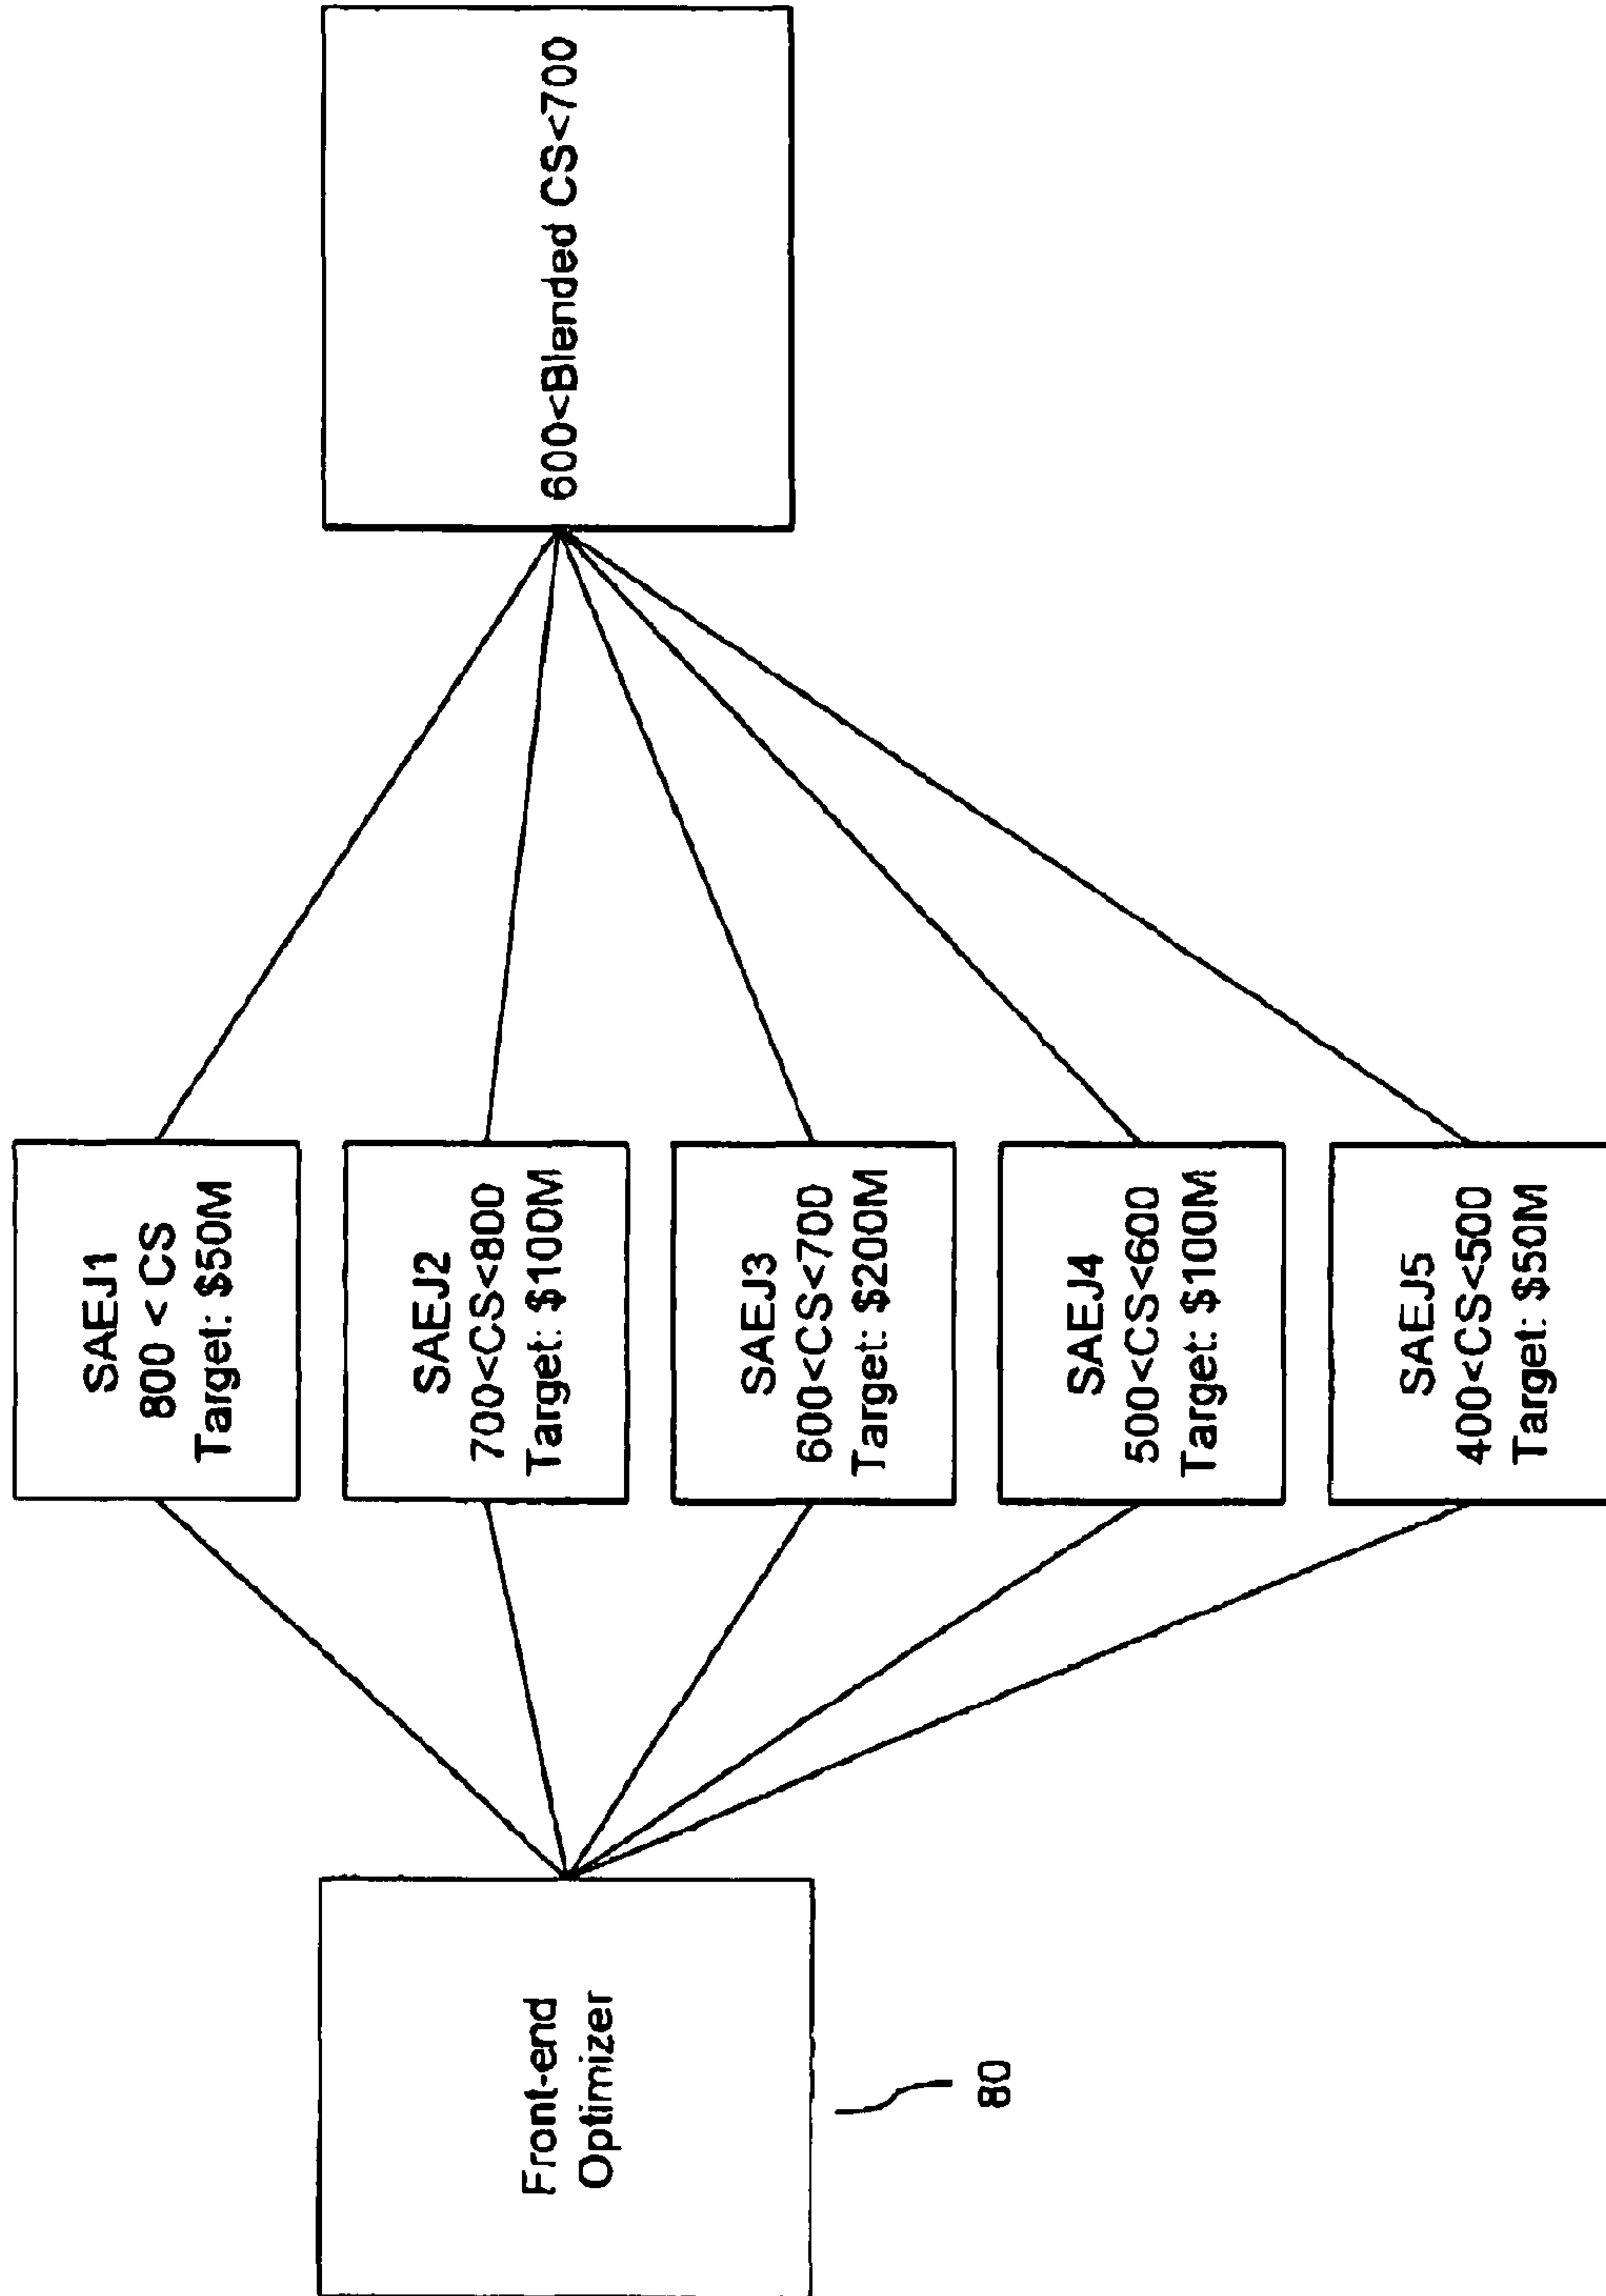 Front-end
Optimizer
80
SAEJ1
800 < CS
Target: $50M
SAEJ2
700<CS<800
Target: $100M
SAEJ3
600<CS<700
Target: $200M
SAEJ4
500<CS<600
Target: $100M
SAEJ5
400<CS<500
Target: $50M
600<Blended CS<700